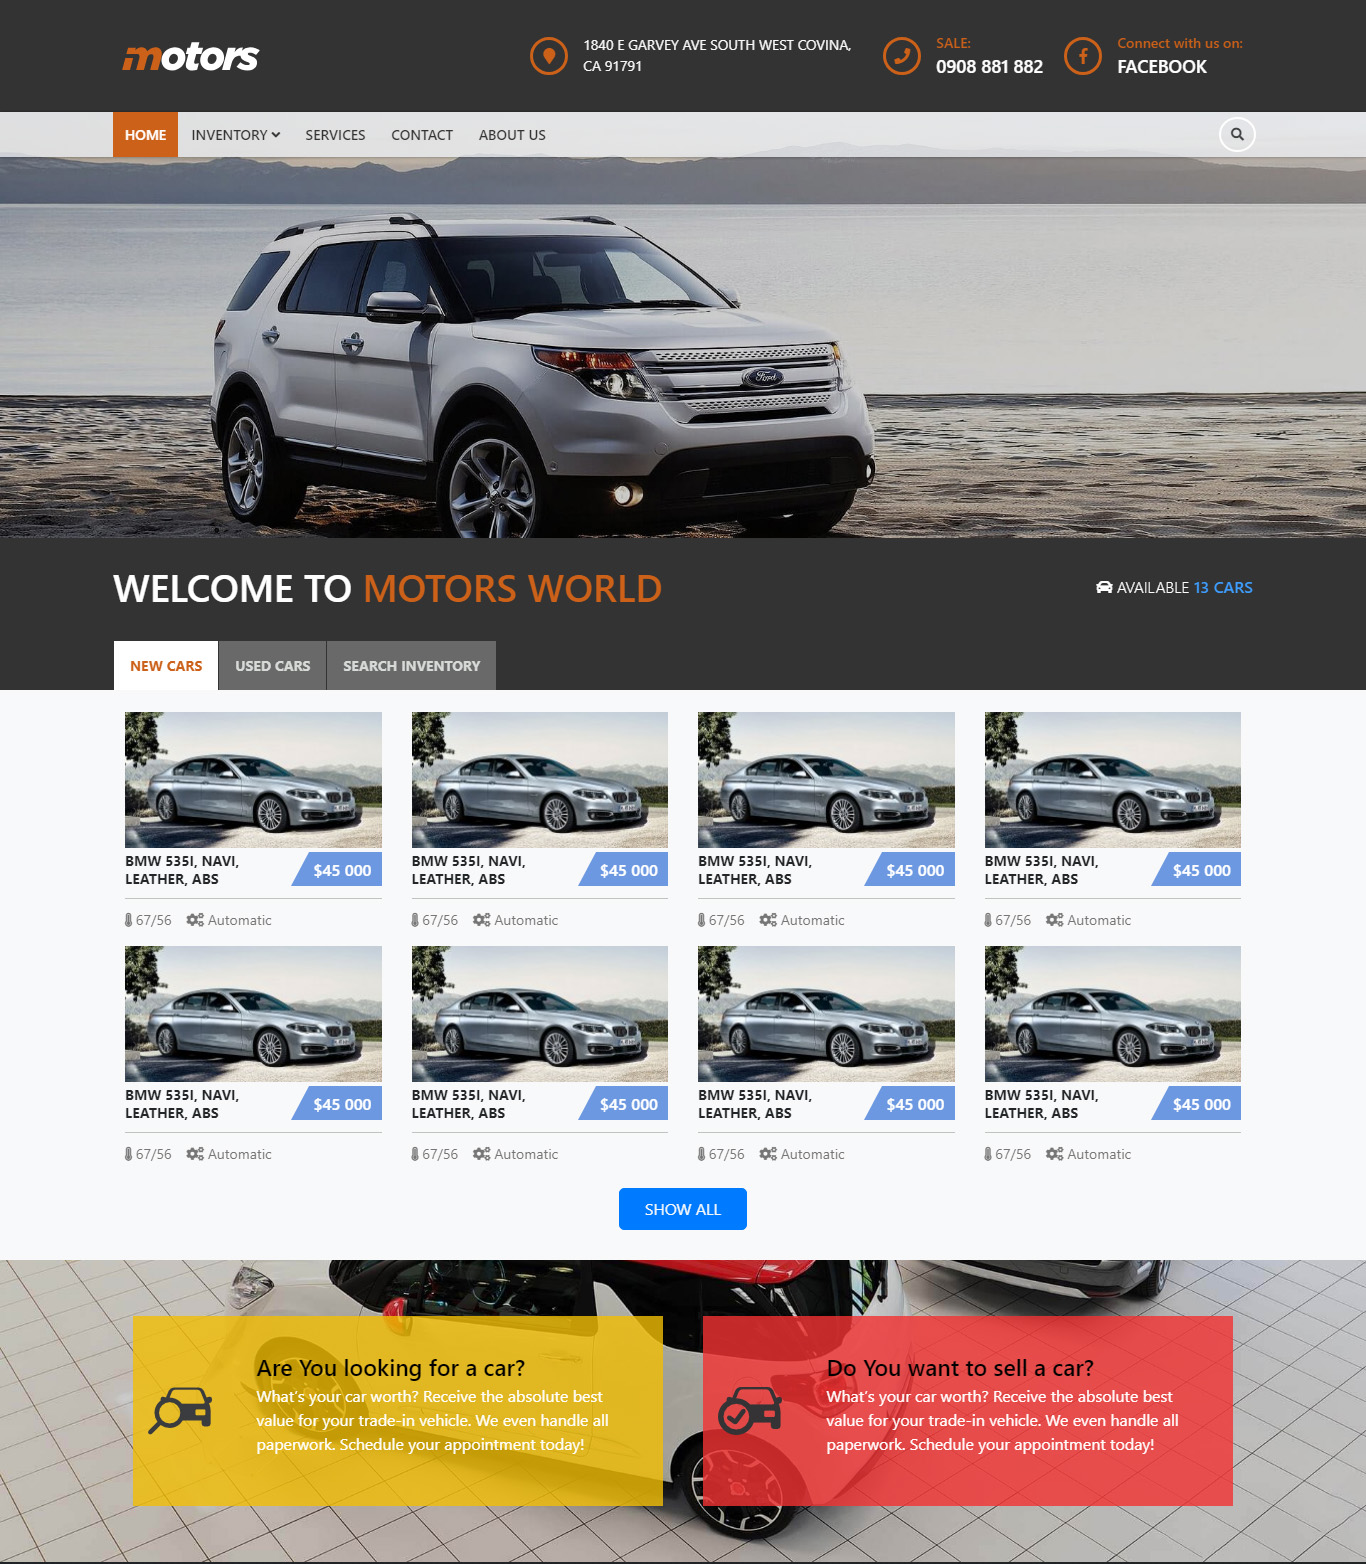 motors
1840 E GARVEY AVE SOUTH WEST COVINA,
CA 91791
SALE:
0908 881 882
Connect with us on:
FACEBOOK
HOME INVENTORY SERVICES CONTACT ABOUT US
Ford
WELCOME TO MOTORS WORLD
AVAILABLE 13 CARS
NEW CARS USED CARS SEARCH INVENTORY
BMW 535I, NAVI,
LEATHER, ABS
$45 000
67/56 Automatic
BMW 535I, NAVI,
LEATHER, ABS
$45 000
67/56 Automatic
BMW 535I, NAVI,
LEATHER, ABS
$45 000
67/56 Automatic
BMW 535I, NAVI,
LEATHER, ABS
$45 000
67/56 Automatic
BMW 535I, NAVI,
LEATHER, ABS
$45 000
67/56 Automatic
BMW 535I, NAVI,
LEATHER, ABS
$45 000
67/56 Automatic
BMW 535I, NAVI,
LEATHER, ABS
$45 000
67/56 Automatic
BMW 535I, NAVI,
LEATHER, ABS
$45 000
67/56 Automatic
SHOW ALL
Are You looking for a car?
What's your car worth? Receive the absolute best
value for your trade-in vehicle. We even handle all
paperwork. Schedule your appointment today!
Do You want to sell a car?
What's your car worth? Receive the absolute best
value for your trade-in vehicle. We even handle all
paperwork. Schedule your appointment today!